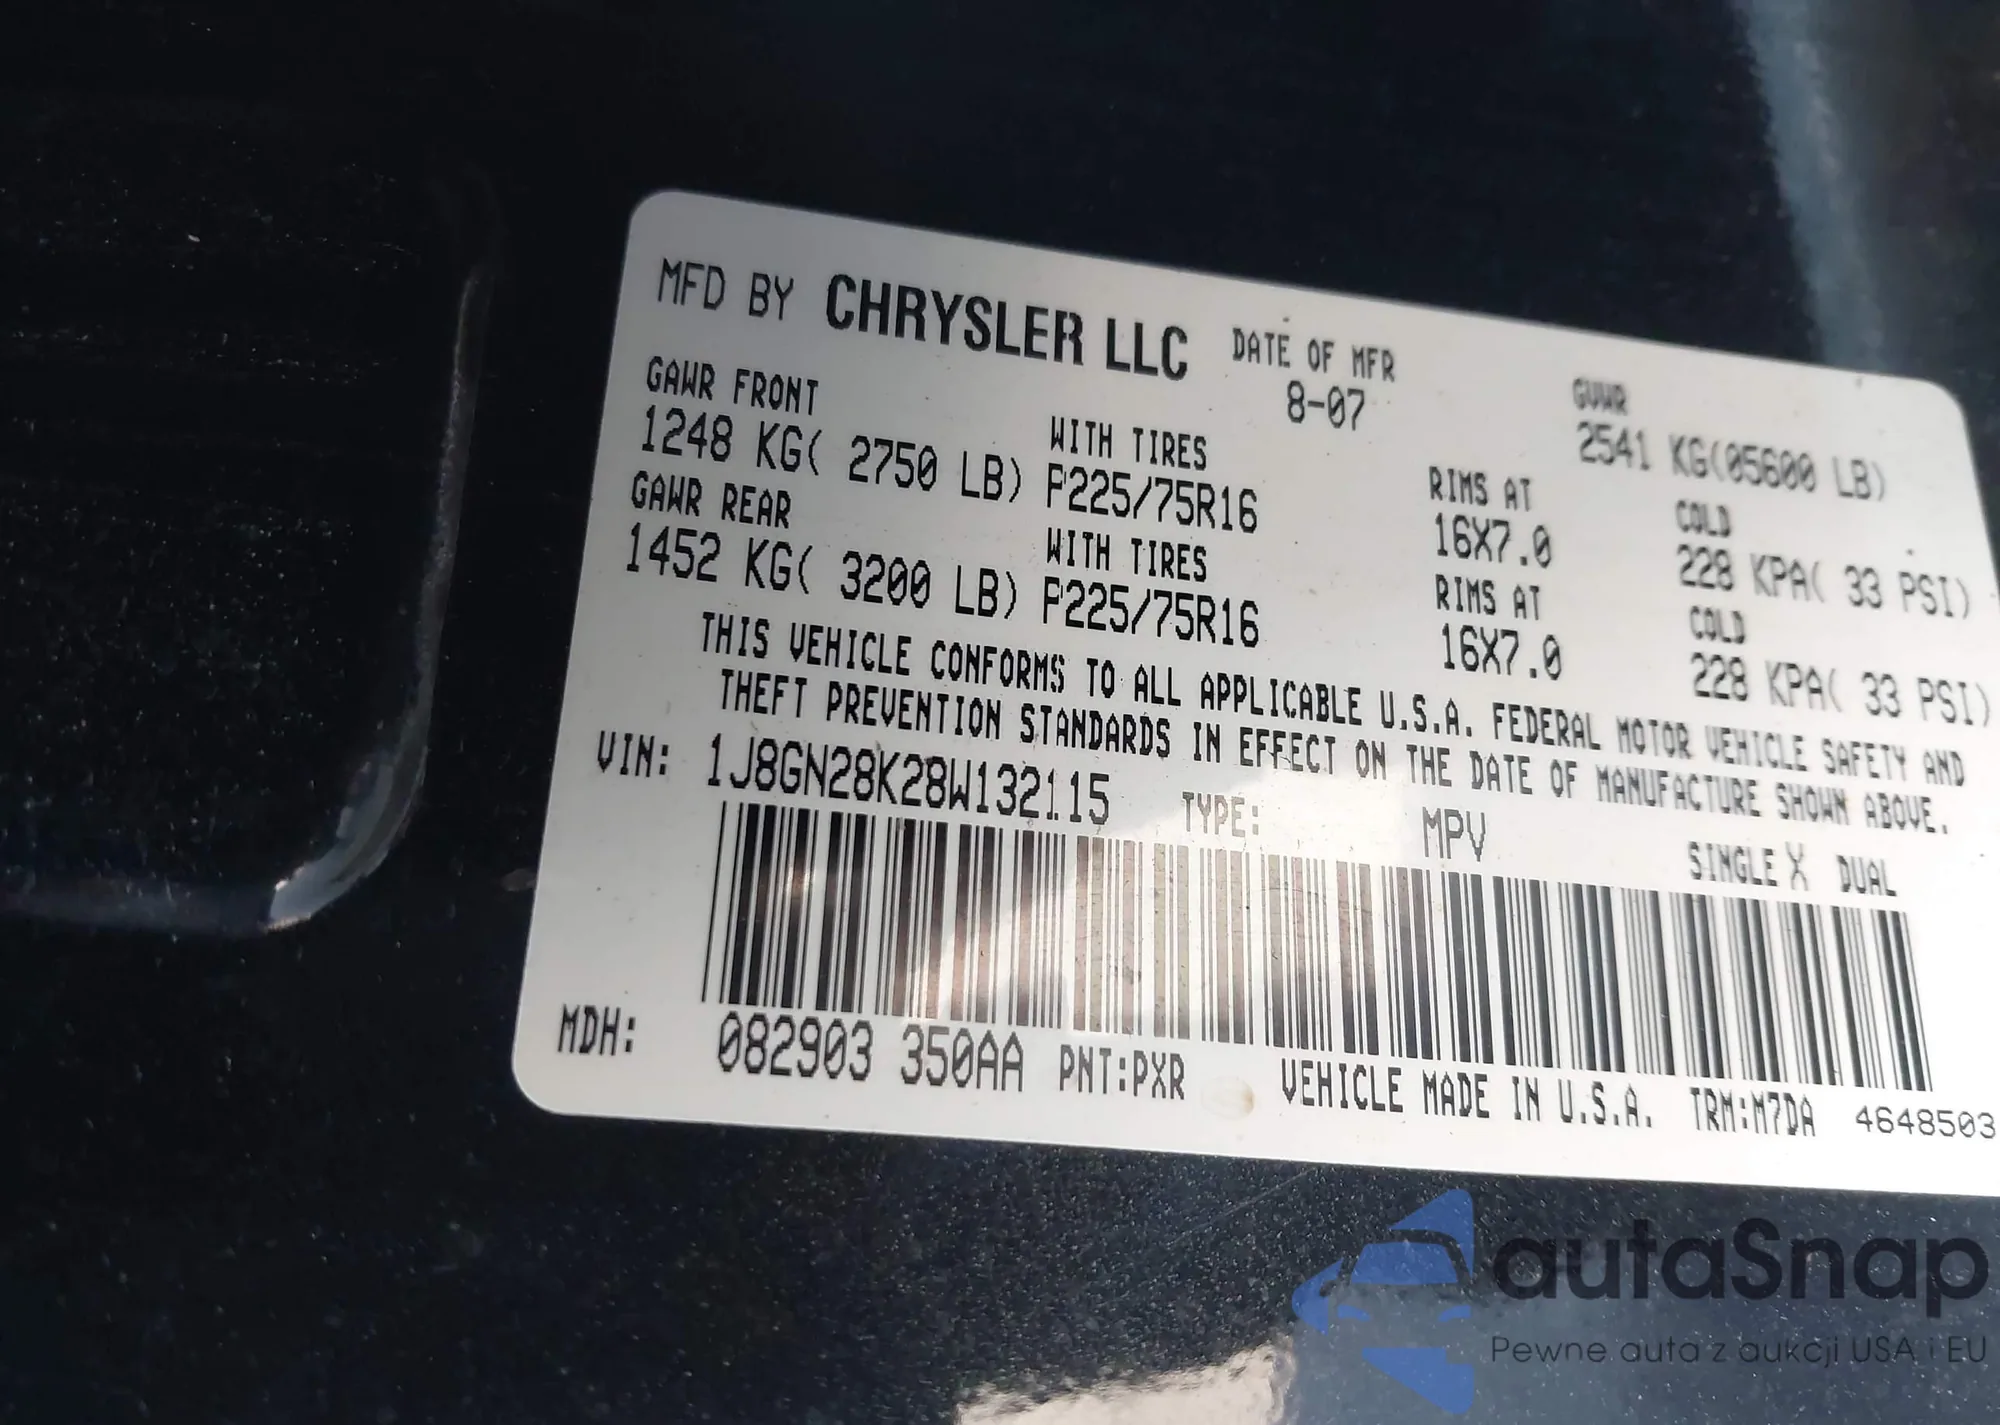 MFD BY CHRYSLER LLC DATE OF MFR GVWR
8-07 2541 KG(05600 LB)
GAWR FRONT WITH TIRES RIMS AT COLD
1248 KG( 2750 LB) P225/75R16 16X7.0 228 KPA( 33 PSI)
GAWR REAR WITH TIRES RIMS AT COLD
1452 KG( 3200 LB) P225/75R16 16X7.0 228 KPA( 33 PSI)
THIS VEHICLE CONFORMS TO ALL APPLICABLE U.S.A. FEDERAL MOTOR VEHICLE SAFETY AND
THEFT PREVENTION STANDARDS IN EFFECT ON THE DATE OF MANUFACTURE SHOWN ABOVE.
VIN: 1J8GN28K28W132115 TYPE: MPV SINGLE X DUAL
MDH: 082903 350AA PNT:PXR VEHICLE MADE IN U.S.A. TRM:M7DA 4648503
autaSnap
Pewne auta z aukcji USA i EU